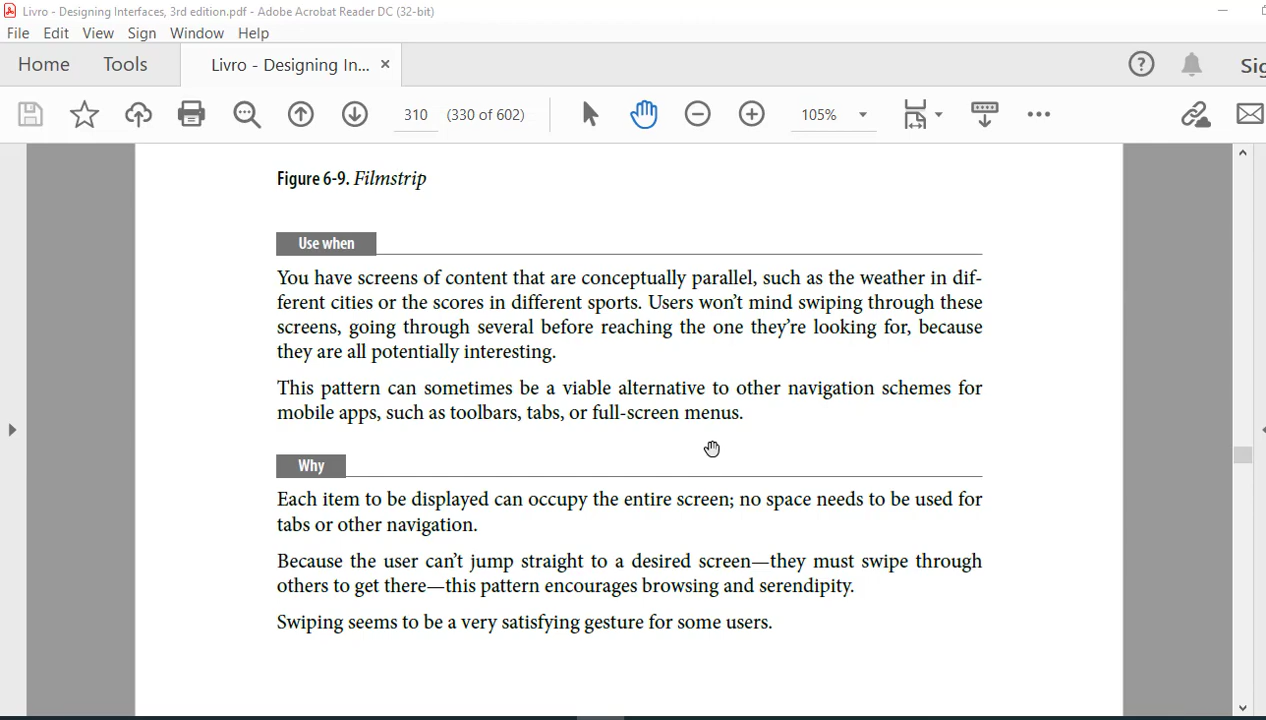 Livro - Designing Interfaces, 3rd edition.pdf - Adobe Acrobat Reader DC (32-bit)
File Edit View Sign Window Help
Home Tools Livro - Designing In... ×
310 (330 of 602) 105%
Figure 6-9. Filmstrip
Use when
You have screens of content that are conceptually parallel, such as the weather in dif-
ferent cities or the scores in different sports. Users won’t mind swiping through these
screens, going through several before reaching the one they’re looking for, because
they are all potentially interesting.
This pattern can sometimes be a viable alternative to other navigation schemes for
mobile apps, such as toolbars, tabs, or full-screen menus.
Why
Each item to be displayed can occupy the entire screen; no space needs to be used for
tabs or other navigation.
Because the user can’t jump straight to a desired screen—they must swipe through
others to get there—this pattern encourages browsing and serendipity.
Swiping seems to be a very satisfying gesture for some users.